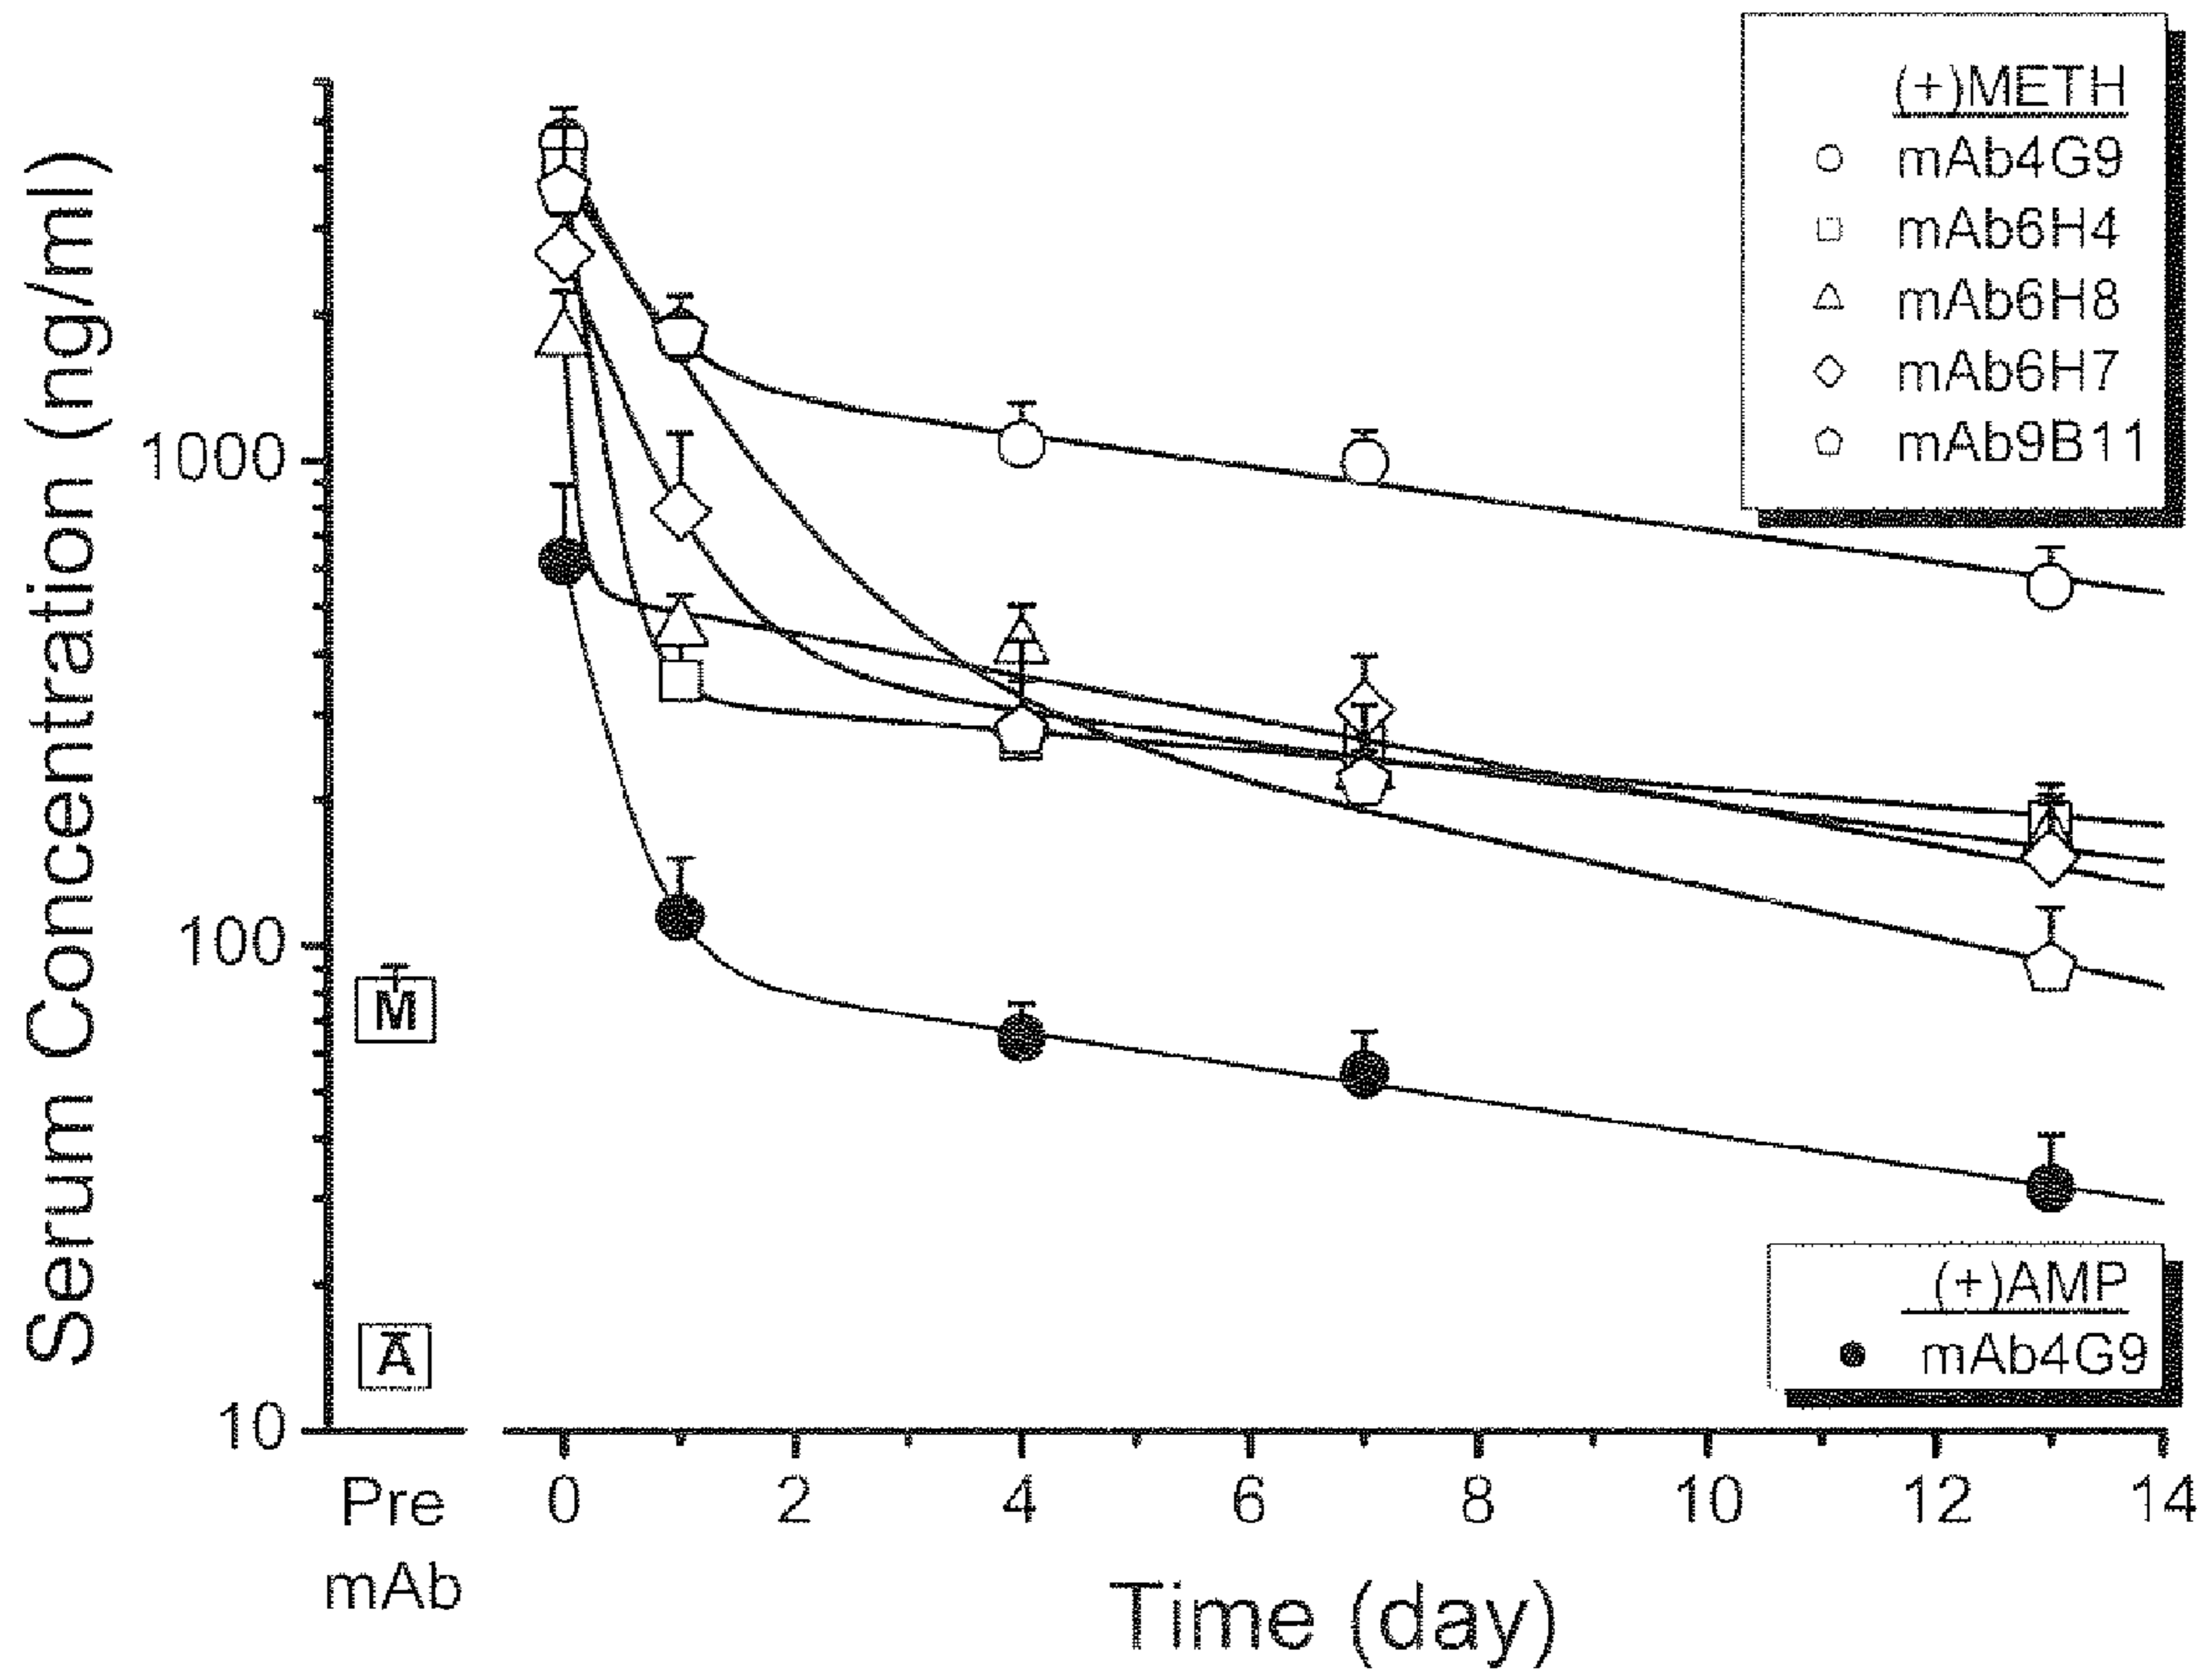 Serum Concentration (ng/ml)
1000
100
10
M
A
(+)METH
mAb4G9
mAb6H4
mAb6H8
mAb6H7
mAb9B11
(+)AMP
mAb4G9
Pre
mAb
0 2 4 6 8 10 12 14
Time (day)